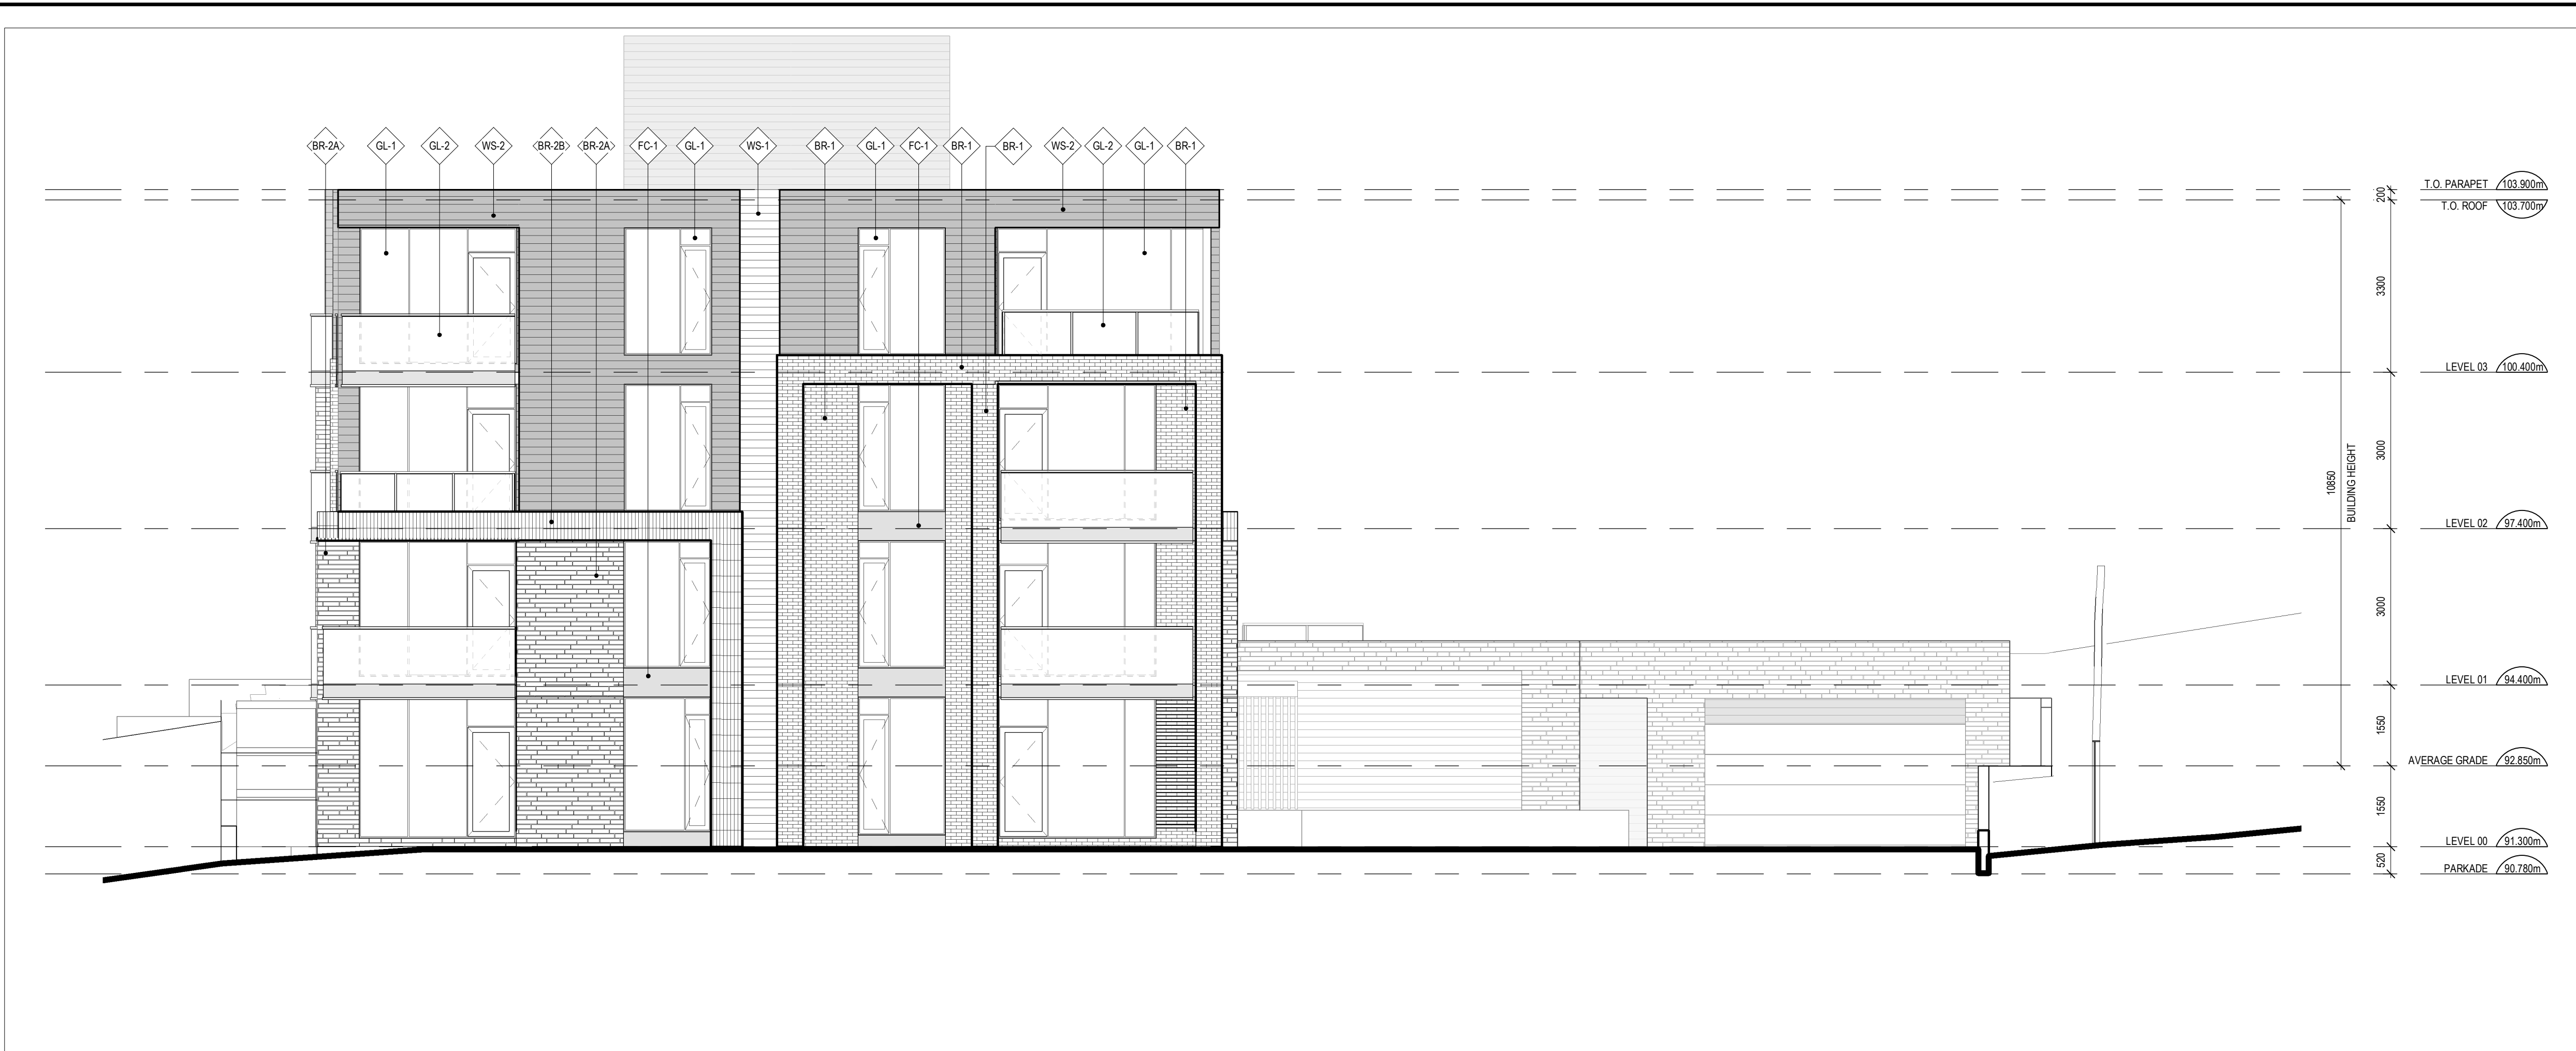 BR-2A GL-1 GL-2 WS-2 BR-2B BR-2A FC-1 GL-1 WS-1 BR-1 GL-1 FC-1 BR-1 BR-1 WS-2 GL-2 GL-1 BR-1
T.O. PARAPET 103.900m
200
T.O. ROOF 103.700m
3300
LEVEL 03 100.400m
3000
10850
BUILDING HEIGHT
LEVEL 02 97.400m
3000
LEVEL 01 94.400m
1550
AVERAGE GRADE 92.850m
1550
LEVEL 00 91.300m
520
PARKADE 90.780m